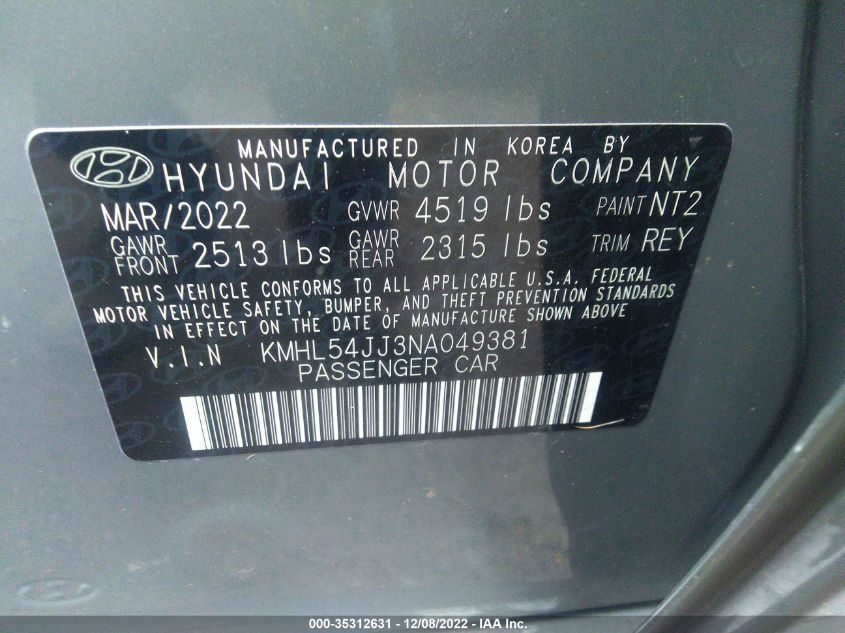 MANUFACTURED IN KOREA BY
HYUNDAI MOTOR COMPANY
MAR/2022 GVWR 4519 lbs PAINT NT2
GAWR FRONT 2513 lbs GAWR REAR 2315 lbs TRIM REY
THIS VEHICLE CONFORMS TO ALL APPLICABLE U.S.A. FEDERAL
MOTOR VEHICLE SAFETY, BUMPER, AND THEFT PREVENTION STANDARDS
IN EFFECT ON THE DATE OF MANUFACTURE SHOWN ABOVE
V.I.N KMHL54JJ3NA049381
PASSENGER CAR
000-35312631 - 12/08/2022 - IAA Inc.